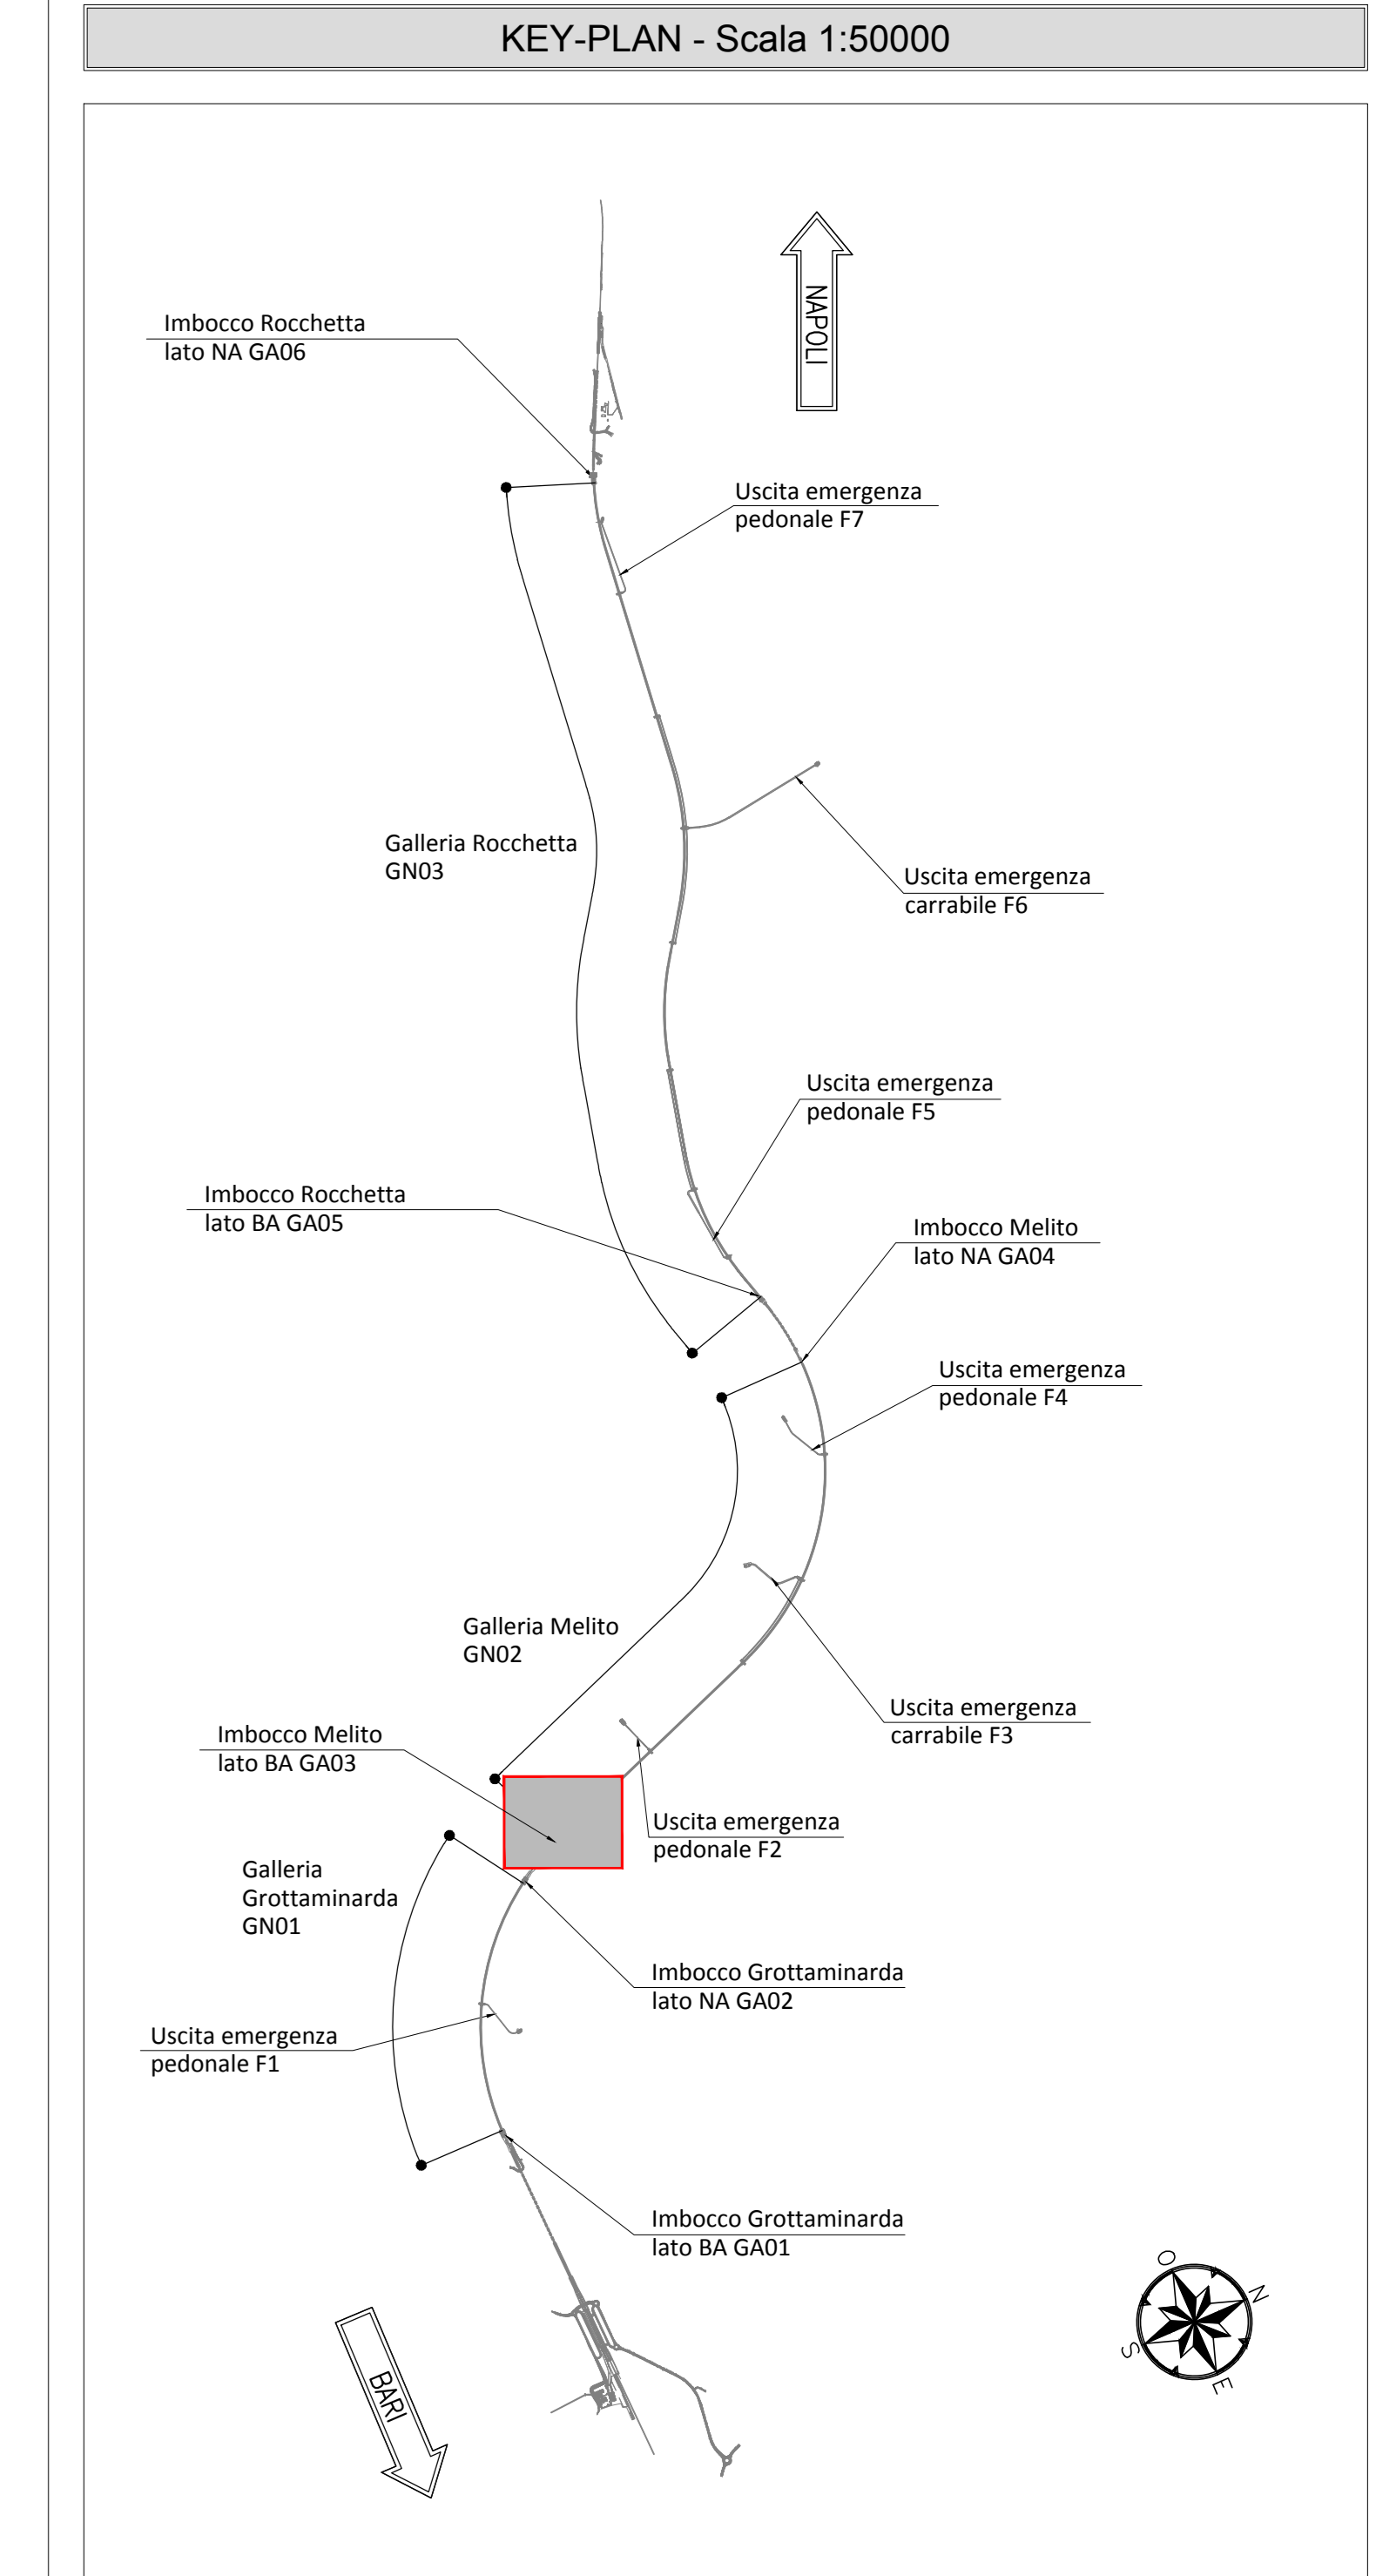 KEY-PLAN - Scala 1:50000
NAPOLI
Imbocco Rocchetta
lato NA GA06
Uscita emergenza
pedonale F7
Galleria Rocchetta
GN03
Uscita emergenza
carrabile F6
Uscita emergenza
pedonale F5
Imbocco Rocchetta
lato BA GA05
Imbocco Melito
lato NA GA04
Uscita emergenza
pedonale F4
Galleria Melito
GN02
Uscita emergenza
carrabile F3
Imbocco Melito
lato BA GA03
Uscita emergenza
pedonale F2
Galleria
Grottaminarda
GN01
Imbocco Grottaminarda
lato NA GA02
Uscita emergenza
pedonale F1
Imbocco Grottaminarda
lato BA GA01
O
N
S
E
BARI